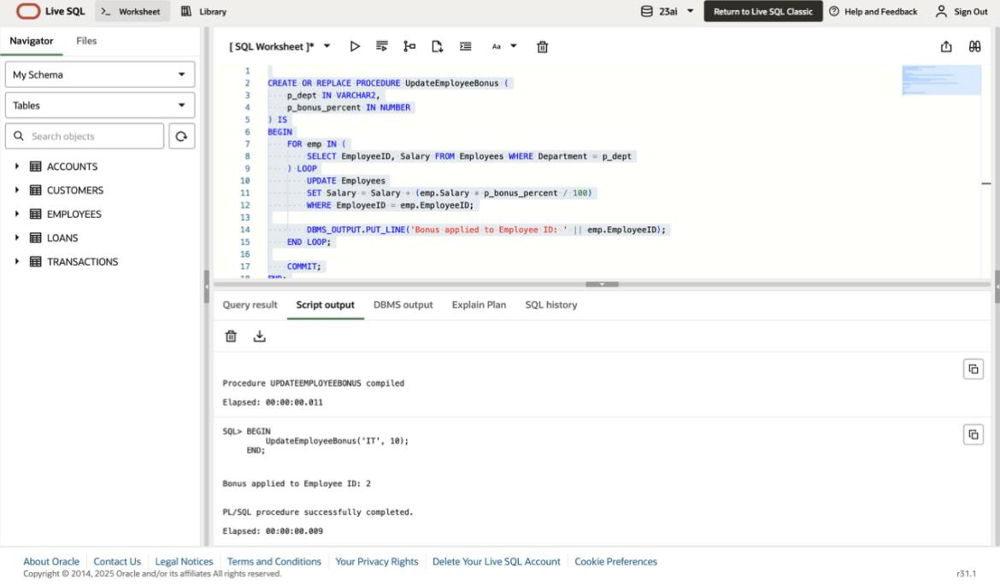 Live SQL
>_ Worksheet
Library
23ai
Return to Live SQL Classic
Help and Feedback
Sign Out
Navigator
Files
My Schema
Tables
Search objects
ACCOUNTS
CUSTOMERS
EMPLOYEES
LOANS
TRANSACTIONS
[ SQL Worksheet ]*
Aa
1
2 CREATE OR REPLACE PROCEDURE UpdateEmployeeBonus (
3 p_dept IN VARCHAR2,
4 p_bonus_percent IN NUMBER
5 ) IS
6 BEGIN
7 FOR emp IN (
8 SELECT EmployeeID, Salary FROM Employees WHERE Department = p_dept
9 ) LOOP
10 UPDATE Employees
11 SET Salary = Salary + (emp.Salary * p_bonus_percent / 100)
12 WHERE EmployeeID = emp.EmployeeID;
13
14 DBMS_OUTPUT.PUT_LINE('Bonus applied to Employee ID: ' || emp.EmployeeID);
15 END LOOP;
16
17 COMMIT;
18 END;
Query result
Script output
DBMS output
Explain Plan
SQL history
Procedure UPDATEEMPLOYEEBONUS compiled
Elapsed: 00:00:00.011
SQL> BEGIN
UpdateEmployeeBonus('IT', 10);
END;
Bonus applied to Employee ID: 2
PL/SQL procedure successfully completed.
Elapsed: 00:00:00.009
About Oracle
Contact Us
Legal Notices
Terms and Conditions
Your Privacy Rights
Delete Your Live SQL Account
Cookie Preferences
Copyright © 2014, 2025 Oracle and/or its affiliates All rights reserved.
r31.1